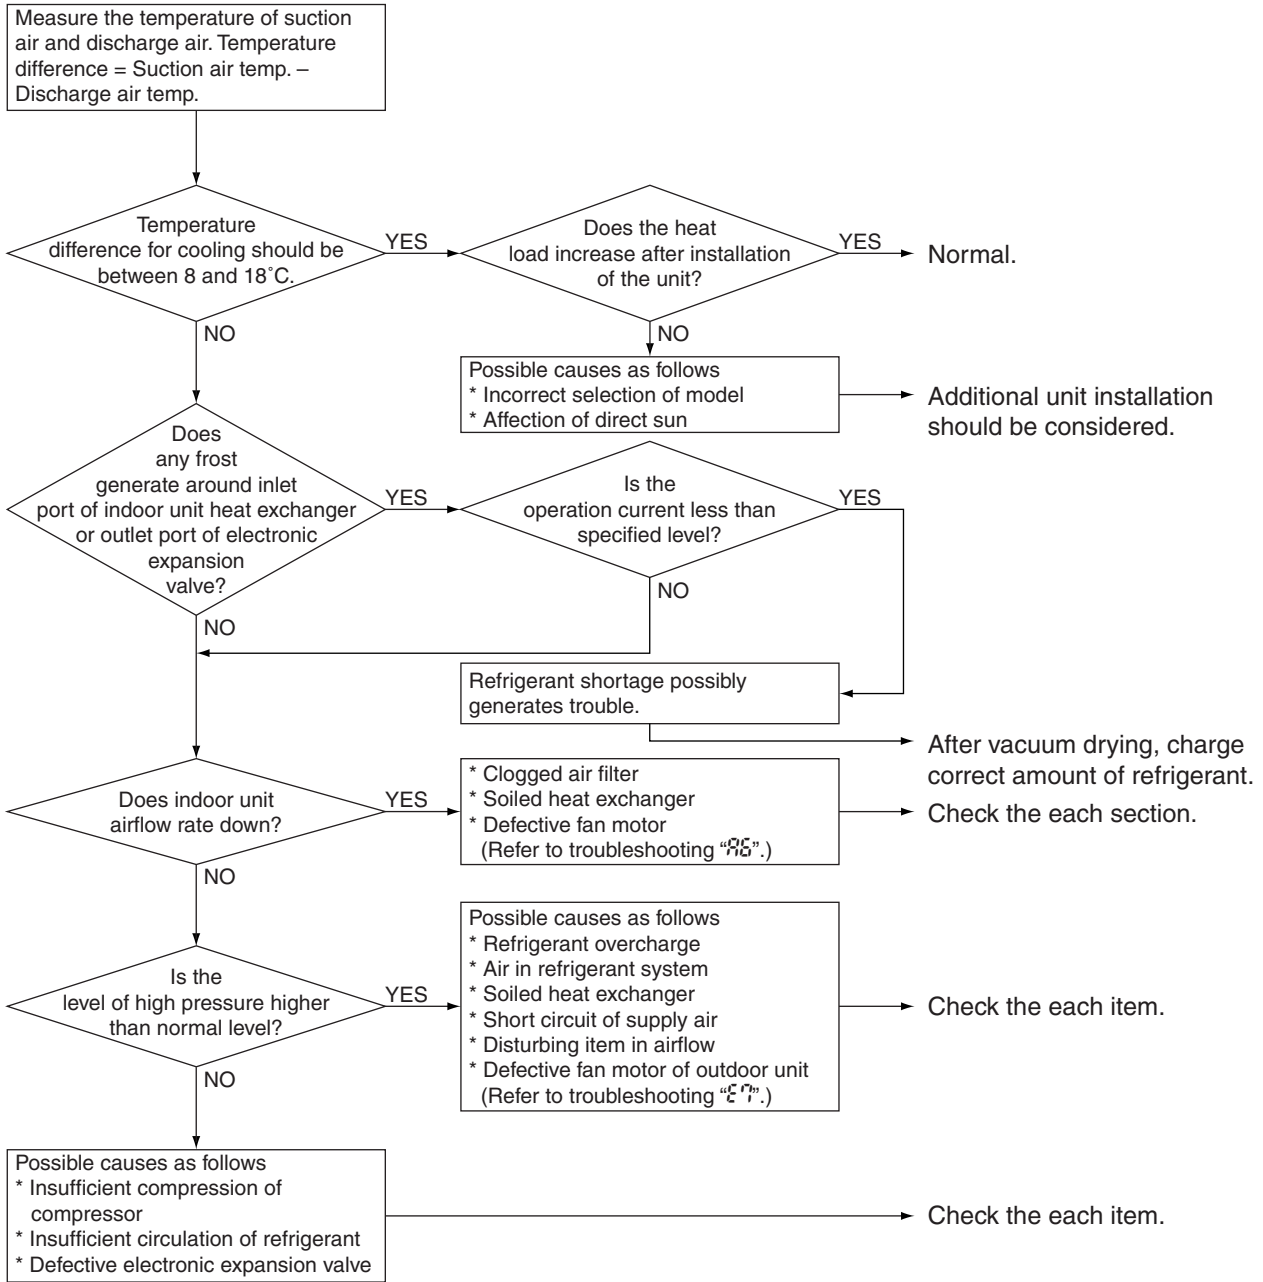 Measure the temperature of suction
air and discharge air. Temperature
difference = Suction air temp. –
Discharge air temp.
Temperature
difference for cooling should be
between 8 and 18˚C.
YES
Does the heat
load increase after installation
of the unit?
YES
Normal.
NO
NO
Possible causes as follows
* Incorrect selection of model
* Affection of direct sun
Additional unit installation
should be considered.
Does
any frost
generate around inlet
port of indoor unit heat exchanger
or outlet port of electronic
expansion
valve?
YES
Is the
operation current less than
specified level?
YES
NO
NO
Refrigerant shortage possibly
generates trouble.
After vacuum drying, charge
correct amount of refrigerant.
Does indoor unit
airflow rate down?
YES
* Clogged air filter
* Soiled heat exchanger
* Defective fan motor
(Refer to troubleshooting “A6”.)
Check the each section.
NO
Is the
level of high pressure higher
than normal level?
YES
Possible causes as follows
* Refrigerant overcharge
* Air in refrigerant system
* Soiled heat exchanger
* Short circuit of supply air
* Disturbing item in airflow
* Defective fan motor of outdoor unit
(Refer to troubleshooting “E7”.)
Check the each item.
NO
Possible causes as follows
* Insufficient compression of
compressor
* Insufficient circulation of refrigerant
* Defective electronic expansion valve
Check the each item.